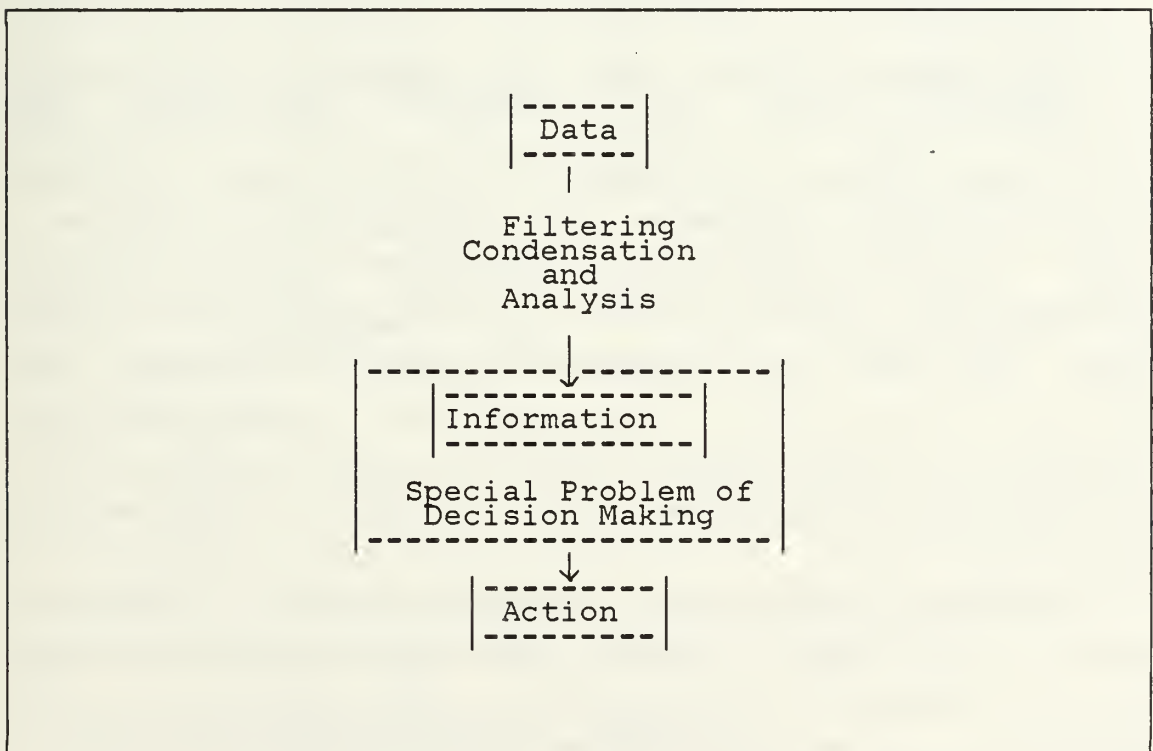 Data
Filtering
Condensation
and
Analysis
Information
Special Problem of
Decision Making
Action